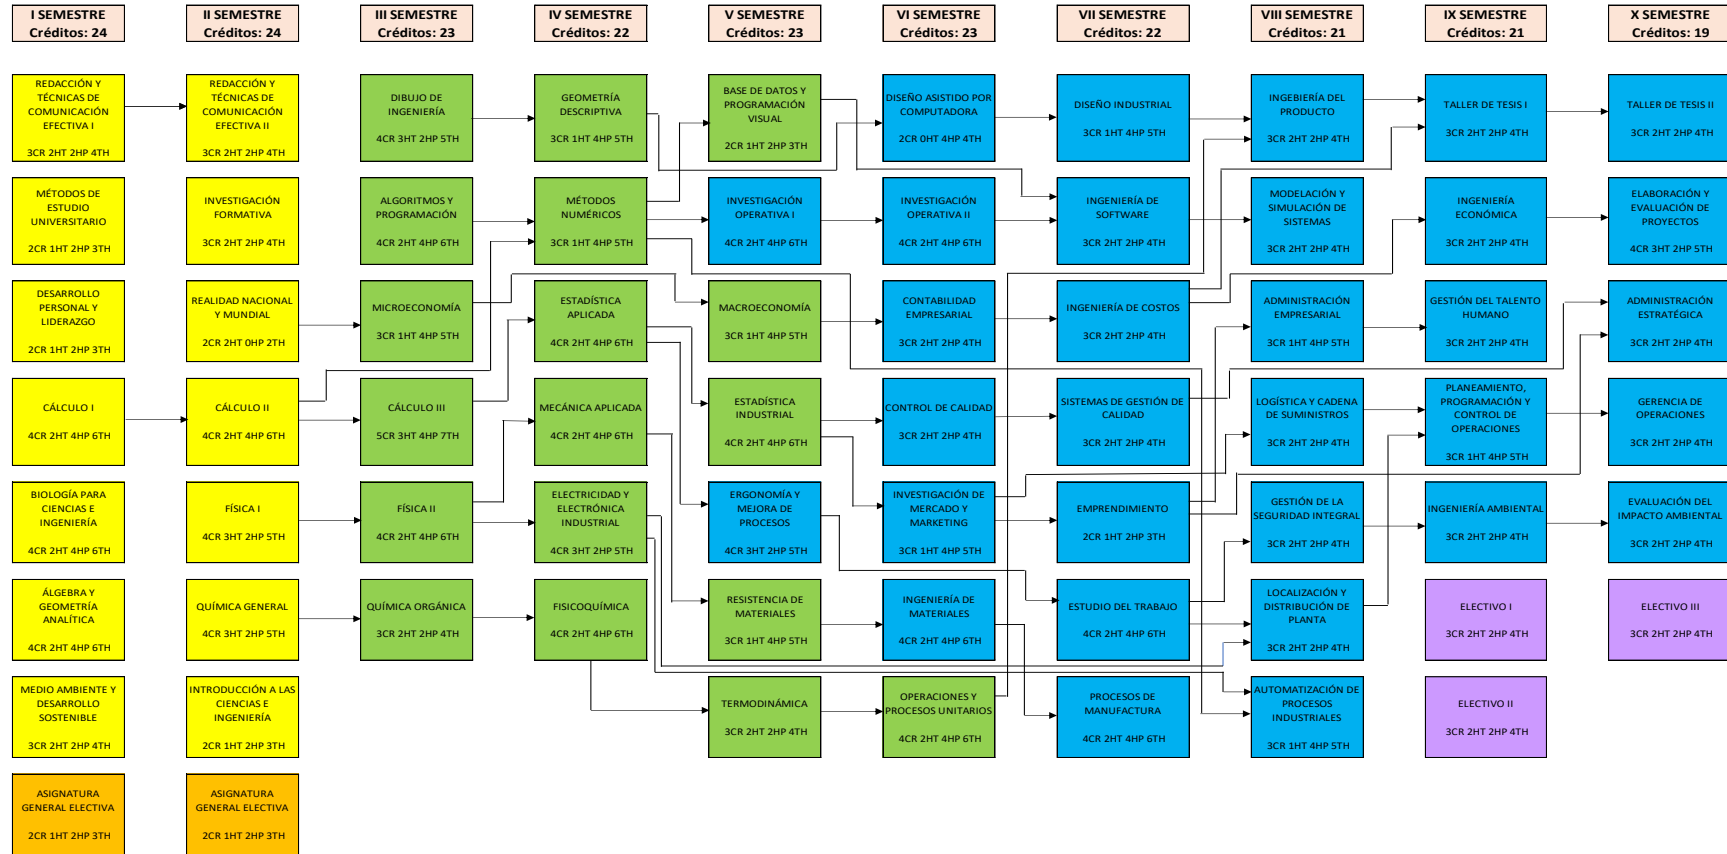 I SEMESTRE
Créditos: 24
REDACCIÓN Y
TÉCNICAS DE
COMUNICACIÓN
EFECTIVA I
3CR 2HT 2HP 4TH
MÉTODOS DE
ESTUDIO
UNIVERSITARIO
2CR 1HT 2HP 3TH
DESARROLLO
PERSONAL Y
LIDERAZGO
2CR 1HT 2HP 3TH
CÁLCULO I
4CR 2HT 4HP 6TH
BIOLOGÍA PARA
CIENCIAS E
INGENIERÍA
4CR 2HT 4HP 6TH
ÁLGEBRA Y
GEOMETRÍA
ANALÍTICA
4CR 2HT 4HP 6TH
MEDIO AMBIENTE Y
DESARROLLO
SOSTENIBLE
3CR 2HT 2HP 4TH
ASIGNATURA
GENERAL ELECTIVA
2CR 1HT 2HP 3TH
II SEMESTRE
Créditos: 24
REDACCIÓN Y
TÉCNICAS DE
COMUNICACIÓN
EFECTIVA II
3CR 2HT 2HP 4TH
INVESTIGACIÓN
FORMATIVA
3CR 2HT 2HP 4TH
REALIDAD NACIONAL
Y MUNDIAL
2CR 2HT 0HP 2TH
CÁLCULO II
4CR 2HT 4HP 6TH
FÍSICA I
4CR 3HT 2HP 5TH
QUÍMICA GENERAL
4CR 3HT 2HP 5TH
INTRODUCCIÓN A LAS
CIENCIAS E
INGENIERÍA
2CR 1HT 2HP 3TH
ASIGNATURA
GENERAL ELECTIVA
2CR 1HT 2HP 3TH
III SEMESTRE
Créditos: 23
DIBUJO DE
INGENIERÍA
4CR 3HT 2HP 5TH
ALGORITMOS Y
PROGRAMACIÓN
4CR 2HT 4HP 6TH
MICROECONOMÍA
3CR 1HT 4HP 5TH
CÁLCULO III
5CR 3HT 4HP 7TH
FÍSICA II
4CR 2HT 4HP 6TH
QUÍMICA ORGÁNICA
3CR 2HT 2HP 4TH
IV SEMESTRE
Créditos: 22
GEOMETRÍA
DESCRIPTIVA
3CR 1HT 4HP 5TH
MÉTODOS
NUMÉRICOS
3CR 1HT 4HP 5TH
ESTADÍSTICA
APLICADA
4CR 2HT 4HP 6TH
MECÁNICA APLICADA
4CR 2HT 4HP 6TH
ELECTRICIDAD Y
ELECTRÓNICA
INDUSTRIAL
4CR 3HT 2HP 5TH
FISICOQUÍMICA
4CR 2HT 4HP 6TH
V SEMESTRE
Créditos: 23
BASE DE DATOS Y
PROGRAMACIÓN
VISUAL
2CR 1HT 2HP 3TH
INVESTIGACIÓN
OPERATIVA I
4CR 2HT 4HP 6TH
MACROECONOMÍA
3CR 1HT 4HP 5TH
ESTADÍSTICA
INDUSTRIAL
4CR 2HT 4HP 6TH
ERGONOMÍA Y
MEJORA DE
PROCESOS
4CR 3HT 2HP 5TH
RESISTENCIA DE
MATERIALES
3CR 1HT 4HP 5TH
TERMODINÁMICA
3CR 2HT 2HP 4TH
VI SEMESTRE
Créditos: 23
DISEÑO ASISTIDO POR
COMPUTADORA
2CR 0HT 4HP 4TH
INVESTIGACIÓN
OPERATIVA II
4CR 2HT 4HP 6TH
CONTABILIDAD
EMPRESARIAL
3CR 2HT 2HP 4TH
CONTROL DE CALIDAD
3CR 2HT 2HP 4TH
INVESTIGACIÓN DE
MERCADO Y
MARKETING
3CR 1HT 4HP 5TH
INGENIERÍA DE
MATERIALES
4CR 2HT 4HP 6TH
OPERACIONES Y
PROCESOS UNITARIOS
4CR 2HT 4HP 6TH
VII SEMESTRE
Créditos: 22
DISEÑO INDUSTRIAL
3CR 1HT 4HP 5TH
INGENIERÍA DE
SOFTWARE
3CR 2HT 2HP 4TH
INGENIERÍA DE COSTOS
3CR 2HT 2HP 4TH
SISTEMAS DE GESTIÓN DE
CALIDAD
3CR 2HT 2HP 4TH
EMPRENDIMIENTO
2CR 1HT 2HP 3TH
ESTUDIO DEL TRABAJO
4CR 2HT 4HP 6TH
PROCESOS DE
MANUFACTURA
4CR 2HT 4HP 6TH
VIII SEMESTRE
Créditos: 21
INGEBIERÍA DEL
PRODUCTO
3CR 2HT 2HP 4TH
MODELACIÓN Y
SIMULACIÓN DE
SISTEMAS
3CR 2HT 2HP 4TH
ADMINISTRACIÓN
EMPRESARIAL
3CR 1HT 4HP 5TH
LOGÍSTICA Y CADENA
DE SUMINISTROS
3CR 2HT 2HP 4TH
GESTIÓN DE LA
SEGURIDAD INTEGRAL
3CR 2HT 2HP 4TH
LOCALIZACIÓN Y
DISTRIBUCIÓN DE
PLANTA
3CR 2HT 2HP 4TH
AUTOMATIZACIÓN DE
PROCESOS
INDUSTRIALES
3CR 1HT 4HP 5TH
IX SEMESTRE
Créditos: 21
TALLER DE TESIS I
3CR 2HT 2HP 4TH
INGENIERÍA
ECONÓMICA
3CR 2HT 2HP 4TH
GESTIÓN DEL TALENTO
HUMANO
3CR 2HT 2HP 4TH
PLANEAMIENTO,
PROGRAMACIÓN Y
CONTROL DE
OPERACIONES
3CR 1HT 4HP 5TH
INGENIERÍA AMBIENTAL
3CR 2HT 2HP 4TH
ELECTIVO I
3CR 2HT 2HP 4TH
ELECTIVO II
3CR 2HT 2HP 4TH
X SEMESTRE
Créditos: 19
TALLER DE TESIS II
3CR 2HT 2HP 4TH
ELABORACIÓN Y
EVALUACIÓN DE
PROYECTOS
4CR 3HT 2HP 5TH
ADMINISTRACIÓN
ESTRATÉGICA
3CR 2HT 2HP 4TH
GERENCIA DE
OPERACIONES
3CR 2HT 2HP 4TH
EVALUACIÓN DEL
IMPACTO AMBIENTAL
3CR 2HT 2HP 4TH
ELECTIVO III
3CR 2HT 2HP 4TH